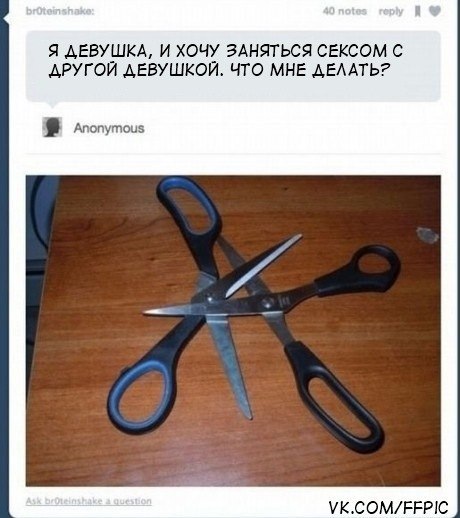 br0teinshake:
40 notes reply
Я ДЕВУШКА, И ХОЧУ ЗАНЯТЬСЯ СЕКСОМ С
ДРУГОЙ ДЕВУШКОЙ. ЧТО МНЕ ДЕЛАТЬ?
Anonymous
Ask br0teinshake a question
VK.COM/FFPIC